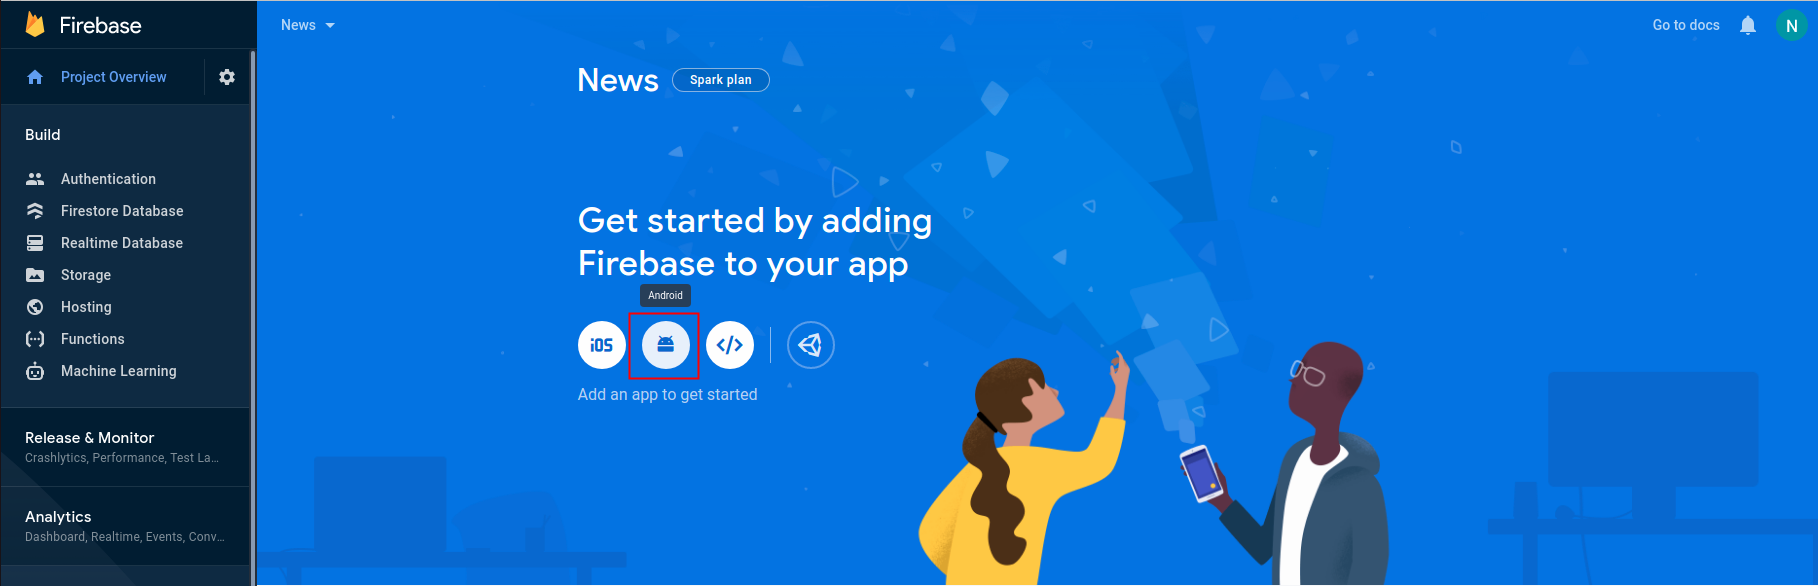 Firebase
Project Overview
Build
Authentication
Firestore Database
Realtime Database
Storage
Hosting
Functions
Machine Learning
Release & Monitor
Crashlytics, Performance, Test La...
Analytics
Dashboard, Realtime, Events, Conv...
News
Go to docs
N
News
Spark plan
Get started by adding
Firebase to your app
Android
iOS
</>
Add an app to get started